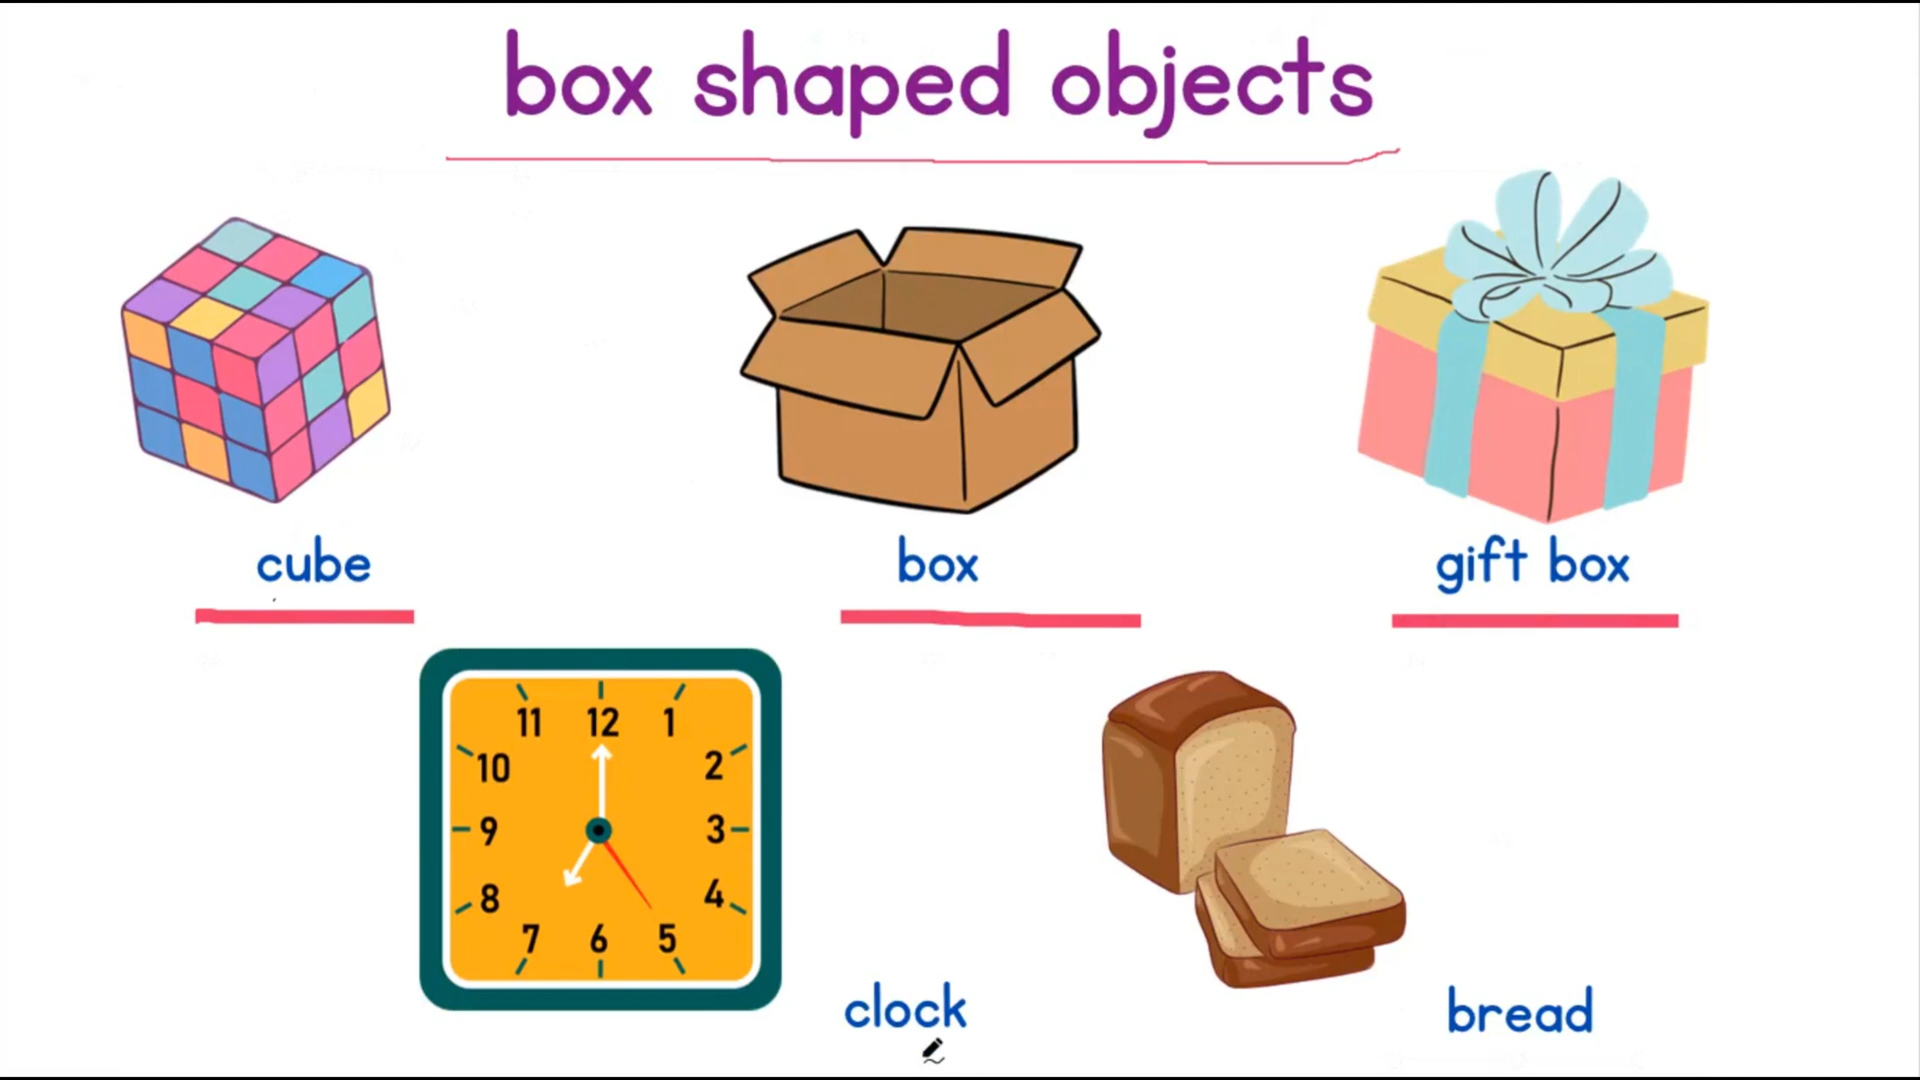 box shaped objects
cube
box
gift box
11 12 1
10 2
9 3
8 4
7 6 5
clock
bread